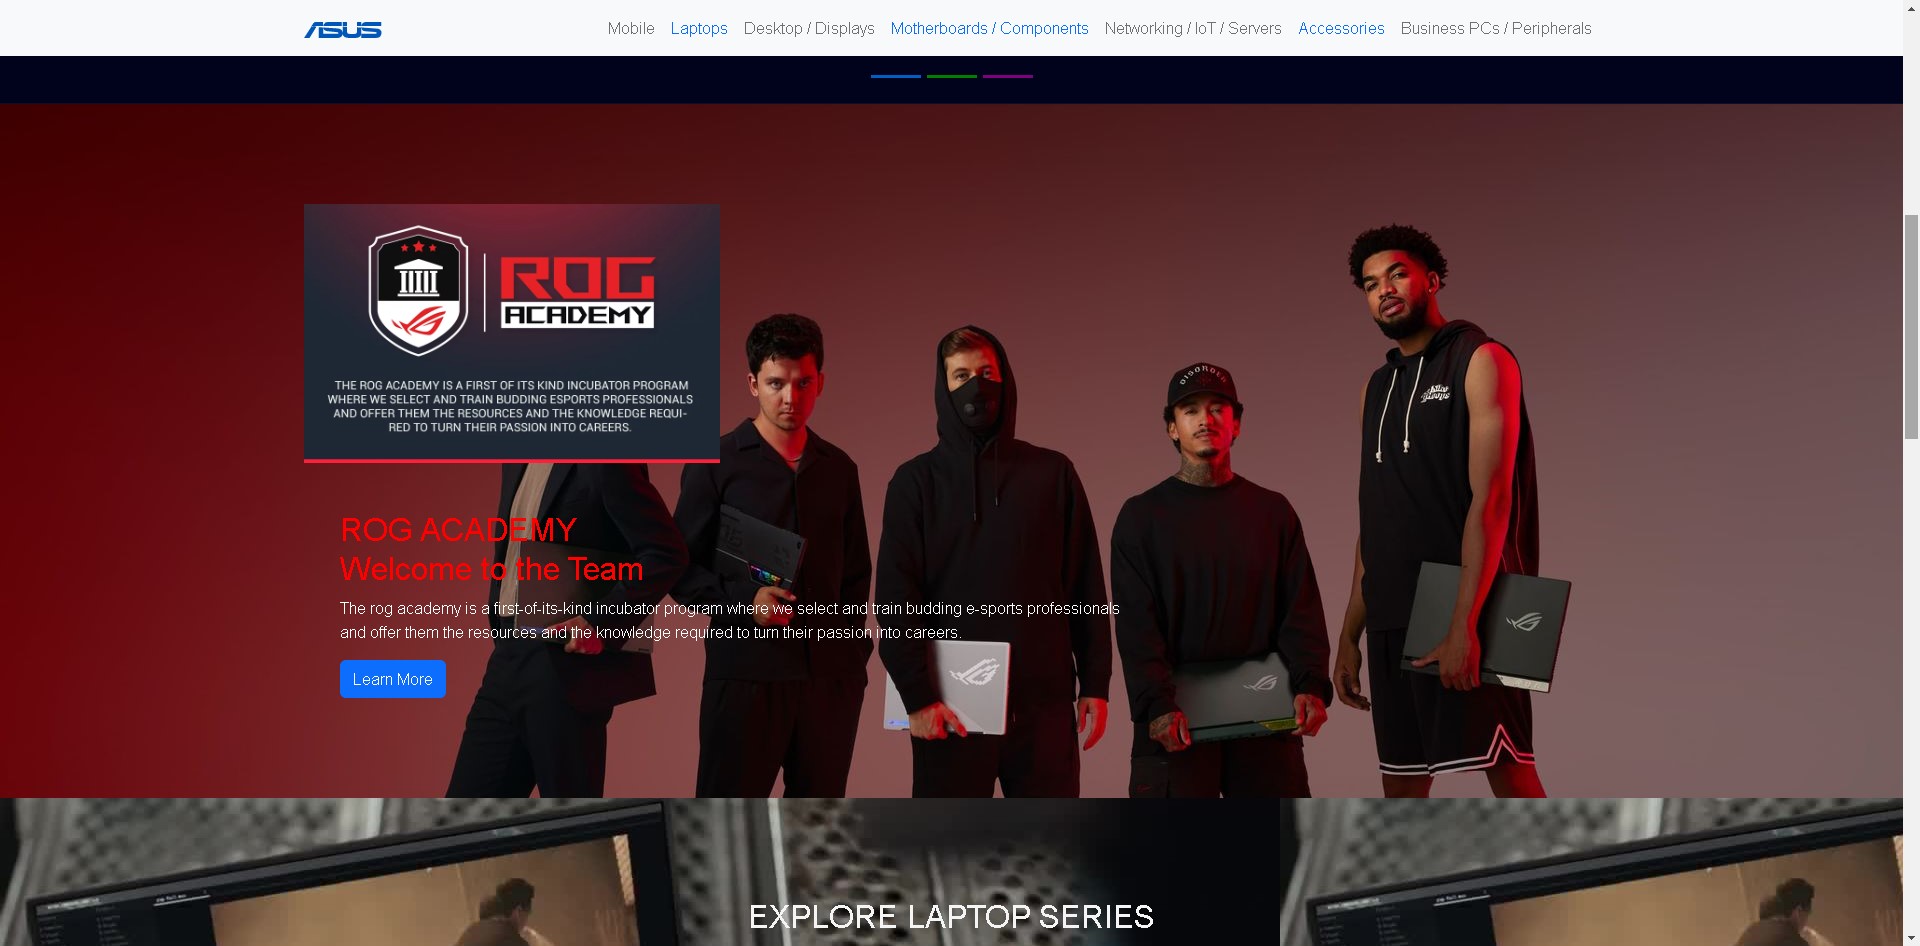 ASUS
Mobile Laptops Desktop / Displays Motherboards / Components Networking / IoT / Servers Accessories Business PCs / Peripherals
ROG
ACADEMY
THE ROG ACADEMY IS A FIRST OF ITS KIND INCUBATOR PROGRAM
WHERE WE SELECT AND TRAIN BUDDING ESPORTS PROFESSIONALS
AND OFFER THEM THE RESOURCES AND THE KNOWLEDGE REQUI-
RED TO TURN THEIR PASSION INTO CAREERS.
DISORDER
ROG ACADEMY
Welcome to the Team
The rog academy is a first-of-its-kind incubator program where we select and train budding e-sports professionals
and offer them the resources and the knowledge required to turn their passion into careers.
Learn More
EXPLORE LAPTOP SERIES